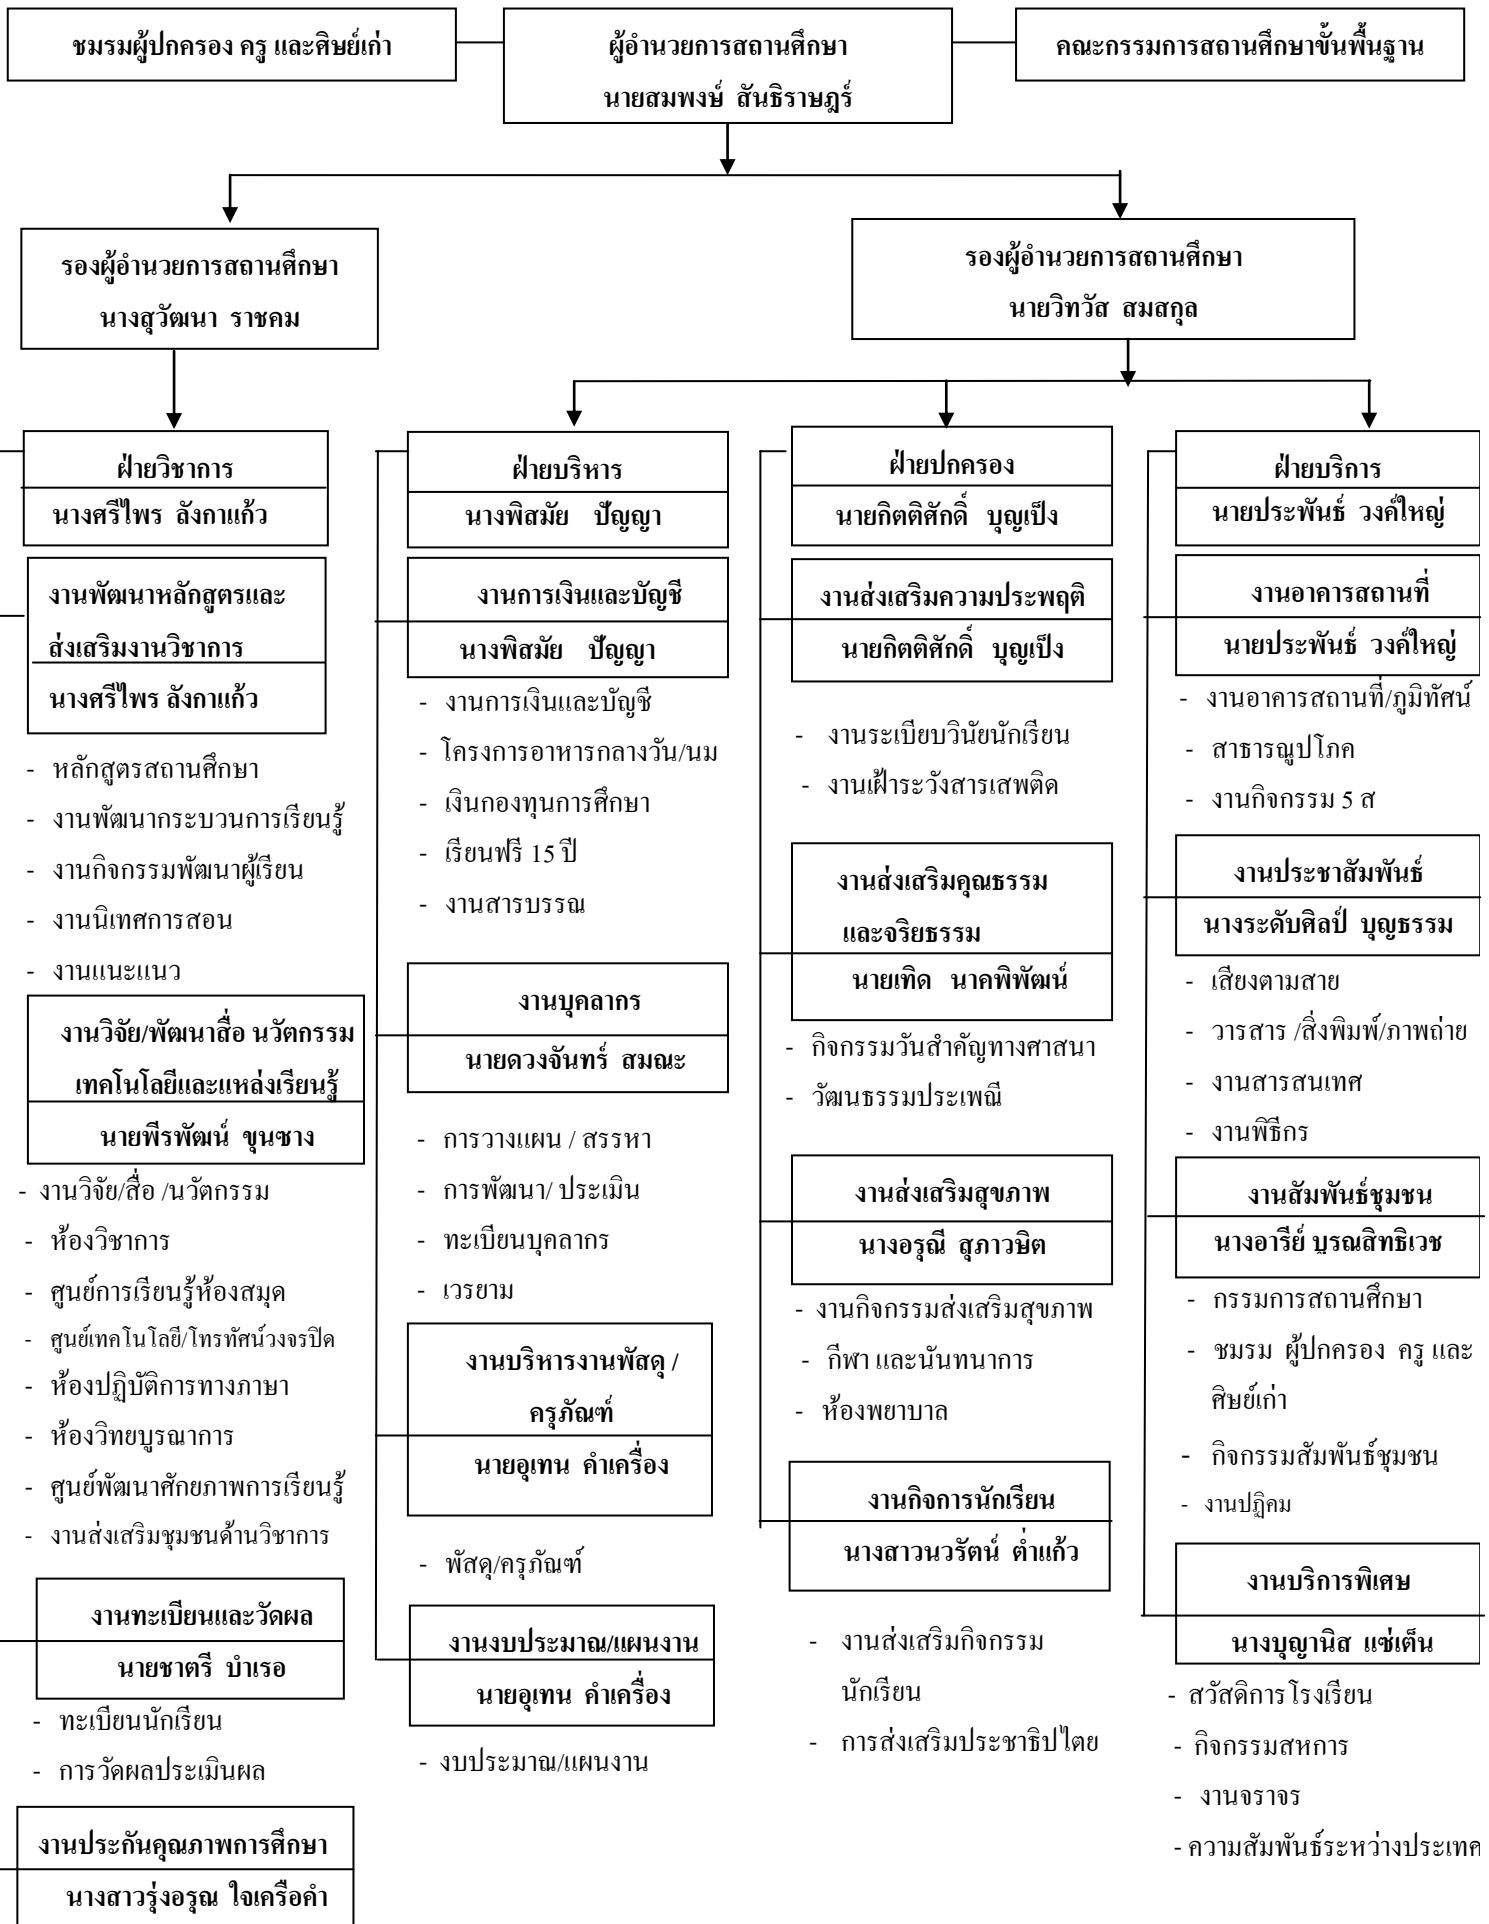 ชมรมผู้ปกครอง ครู และศิษย์เก่า
ผู้อำนวยการสถานศึกษา
นายสมพงษ์ สันธิราษฎร์
คณะกรรมการสถานศึกษาขั้นพื้นฐาน
รองผู้อำนวยการสถานศึกษา
นางสุวัฒนา ราชคม
รองผู้อำนวยการสถานศึกษา
นายวิทวัส สมสกุล
ฝ่ายวิชาการ
นางศรีไพร ลังกาแก้ว
งานพัฒนาหลักสูตรและ
ส่งเสริมงานวิชาการ
นางศรีไพร ลังกาแก้ว
- หลักสูตรสถานศึกษา
- งานพัฒนากระบวนการเรียนรู้
- งานกิจกรรมพัฒนาผู้เรียน
- งานนิเทศการสอน
- งานแนะแนว
งานวิจัย/พัฒนาสื่อ นวัตกรรม
เทคโนโลยีและแหล่งเรียนรู้
นายพีรพัฒน์ ขุนซาง
- งานวิจัย/สื่อ /นวัตกรรม
- ห้องวิชาการ
- ศูนย์การเรียนรู้ห้องสมุด
- ศูนย์เทคโนโลยี/โทรทัศน์วงจรปิด
- ห้องปฏิบัติการทางภาษา
- ห้องวิทยบูรณาการ
- ศูนย์พัฒนาศักยภาพการเรียนรู้
- งานส่งเสริมชุมชนด้านวิชาการ
งานทะเบียนและวัดผล
นายชาตรี บำเรอ
- ทะเบียนนักเรียน
- การวัดผลประเมินผล
งานประกันคุณภาพการศึกษา
นางสาวรุ่งอรุณ ใจเครือคำ
ฝ่ายบริหาร
นางพิสมัย ปัญญา
งานการเงินและบัญชี
นางพิสมัย ปัญญา
- งานการเงินและบัญชี
- โครงการอาหารกลางวัน/นม
- เงินกองทุนการศึกษา
- เรียนฟรี 15 ปี
- งานสารบรรณ
งานบุคลากร
นายดวงจันทร์ สมณะ
- การวางแผน / สรรหา
- การพัฒนา/ ประเมิน
- ทะเบียนบุคลากร
- เวรยาม
งานบริหารงานพัสดุ /
ครุภัณฑ์
นายอุเทน คำเครื่อง
- พัสดุ/ครุภัณฑ์
งานงบประมาณ/แผนงาน
นายอุเทน คำเครื่อง
- งบประมาณ/แผนงาน
ฝ่ายปกครอง
นายกิตติศักดิ์ บุญเป็ง
งานส่งเสริมความประพฤติ
นายกิตติศักดิ์ บุญเป็ง
- งานระเบียบวินัยนักเรียน
- งานเฝ้าระวังสารเสพติด
งานส่งเสริมคุณธรรม
และจริยธรรม
นายเทิด นาคพิพัฒน์
- กิจกรรมวันสำคัญทางศาสนา
- วัฒนธรรมประเพณี
งานส่งเสริมสุขภาพ
นางอรุณี สุภาวษิต
- งานกิจกรรมส่งเสริมสุขภาพ
- กีฬา และนันทนาการ
- ห้องพยาบาล
งานกิจการนักเรียน
นางสาวนวรัตน์ ต่ำแก้ว
- งานส่งเสริมกิจกรรม
นักเรียน
- การส่งเสริมประชาธิปไตย
ฝ่ายบริการ
นายประพันธ์ วงค์ใหญ่
งานอาคารสถานที่
นายประพันธ์ วงค์ใหญ่
- งานอาคารสถานที่/ภูมิทัศน์
- สาธารณูปโภค
- งานกิจกรรม 5 ส
งานประชาสัมพันธ์
นางระดับศิลป์ บุญธรรม
- เสียงตามสาย
- วารสาร /สิ่งพิมพ์/ภาพถ่าย
- งานสารสนเทศ
- งานพิธีกร
งานสัมพันธ์ชุมชน
นางอารีย์ บูรณสิทธิเวช
- กรรมการสถานศึกษา
- ชมรม ผู้ปกครอง ครู และ
ศิษย์เก่า
- กิจกรรมสัมพันธ์ชุมชน
- งานปฏิคม
งานบริการพิเศษ
นางบุญานิส แซ่เต็น
- สวัสดิการโรงเรียน
- กิจกรรมสหการ
- งานจราจร
- ความสัมพันธ์ระหว่างประเทศ